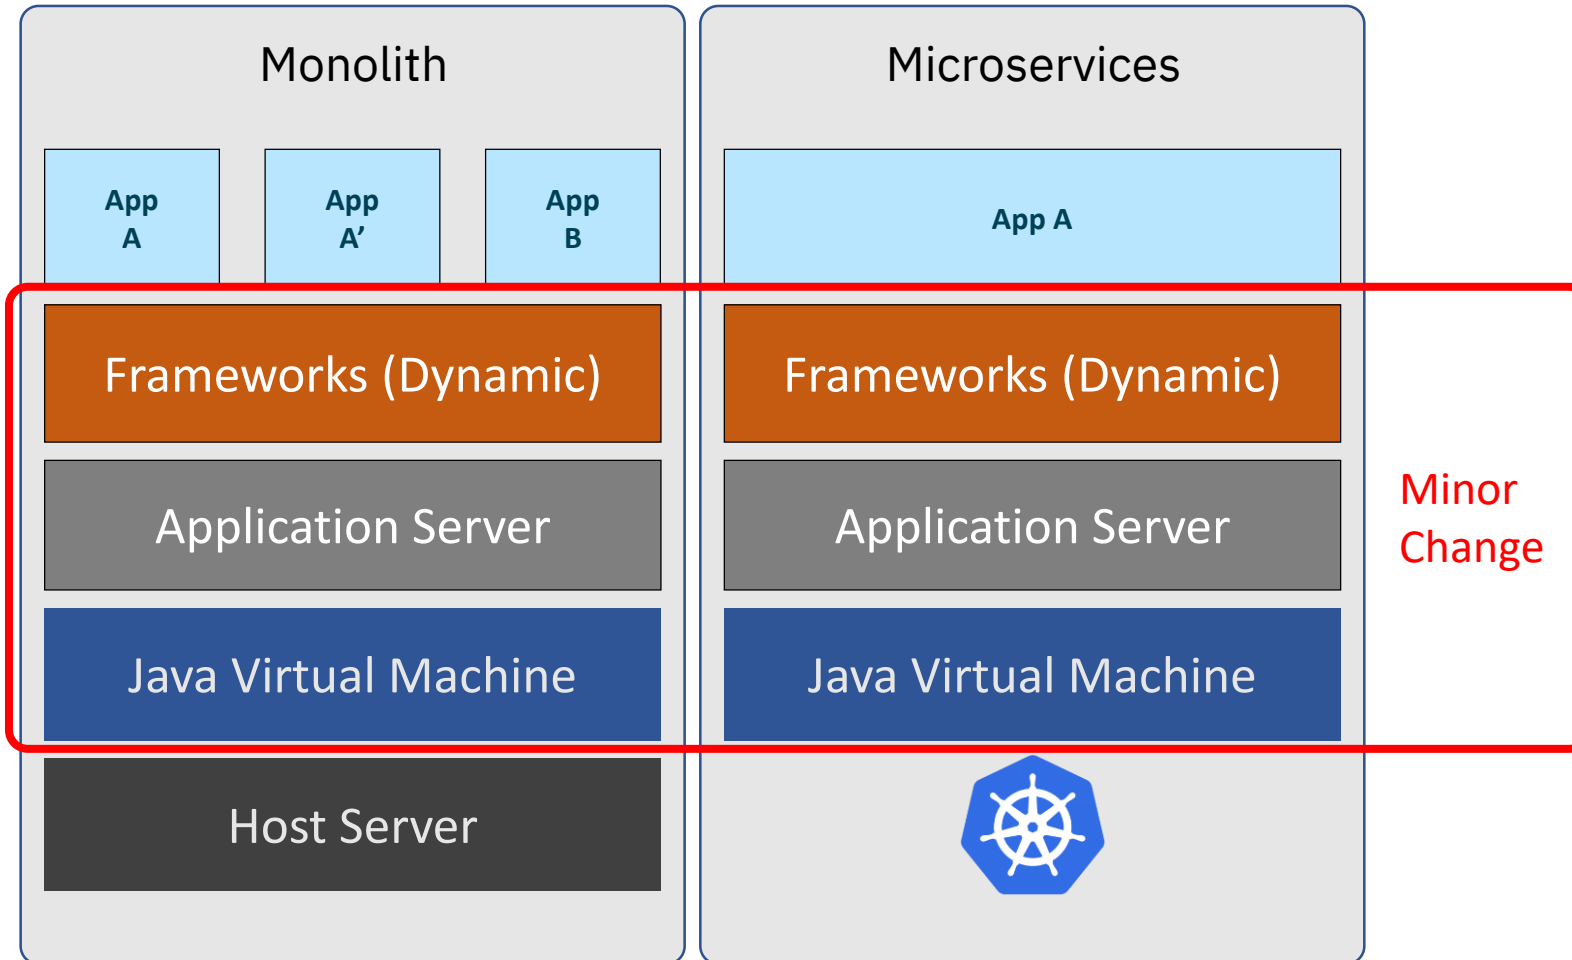 Monolith
Microservices
App
A
App
A’
App
B
App A
Frameworks (Dynamic)
Frameworks (Dynamic)
Application Server
Application Server
Minor
Change
Java Virtual Machine
Java Virtual Machine
Host Server